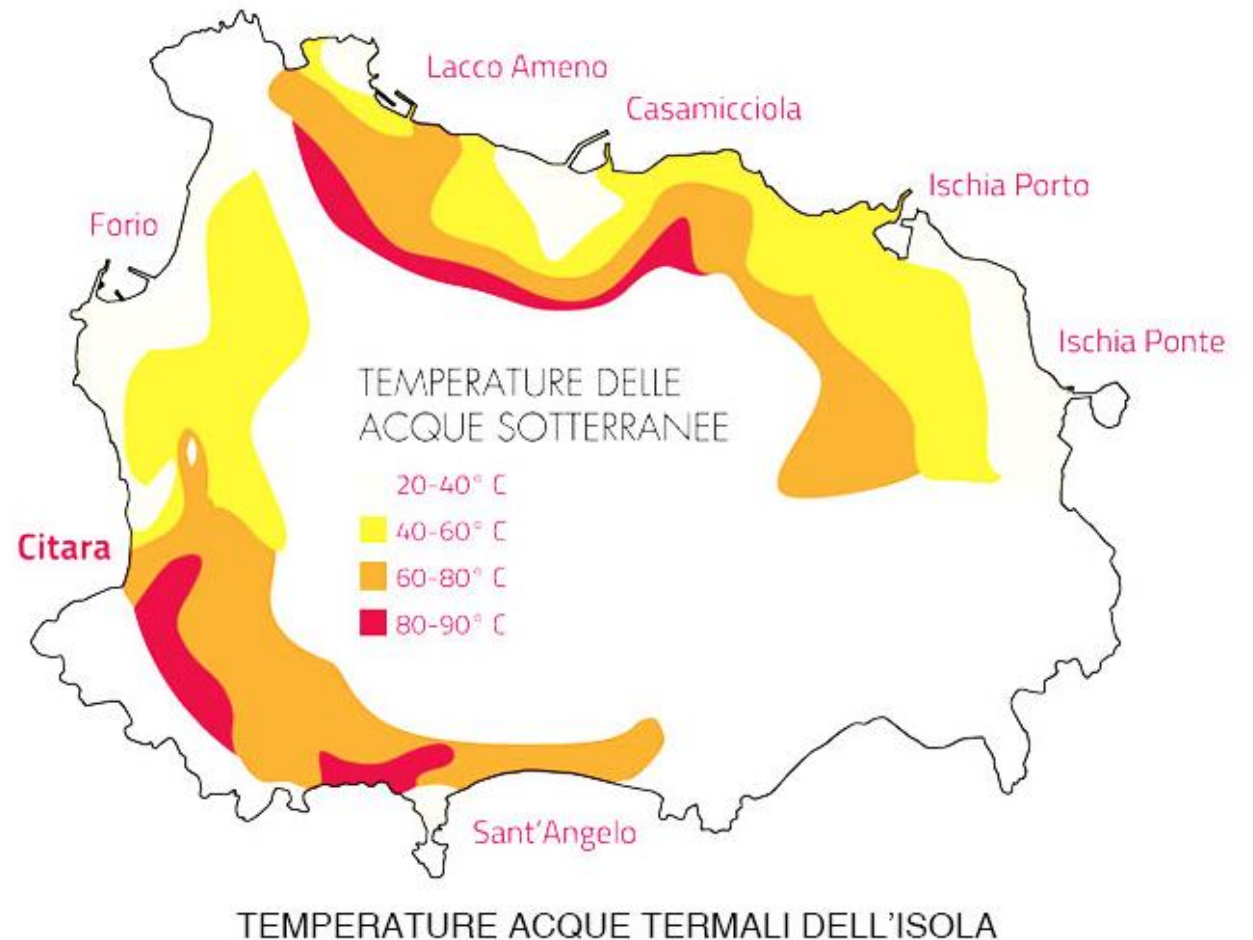 Lacco Ameno
Casamicciola
Ischia Porto
Forio
Ischia Ponte
TEMPERATURE DELLE
ACQUE SOTTERRANEE
20-40° C
40-60° C
60-80° C
80-90° C
Citara
Sant'Angelo
TEMPERATURE ACQUE TERMALI DELL'ISOLA